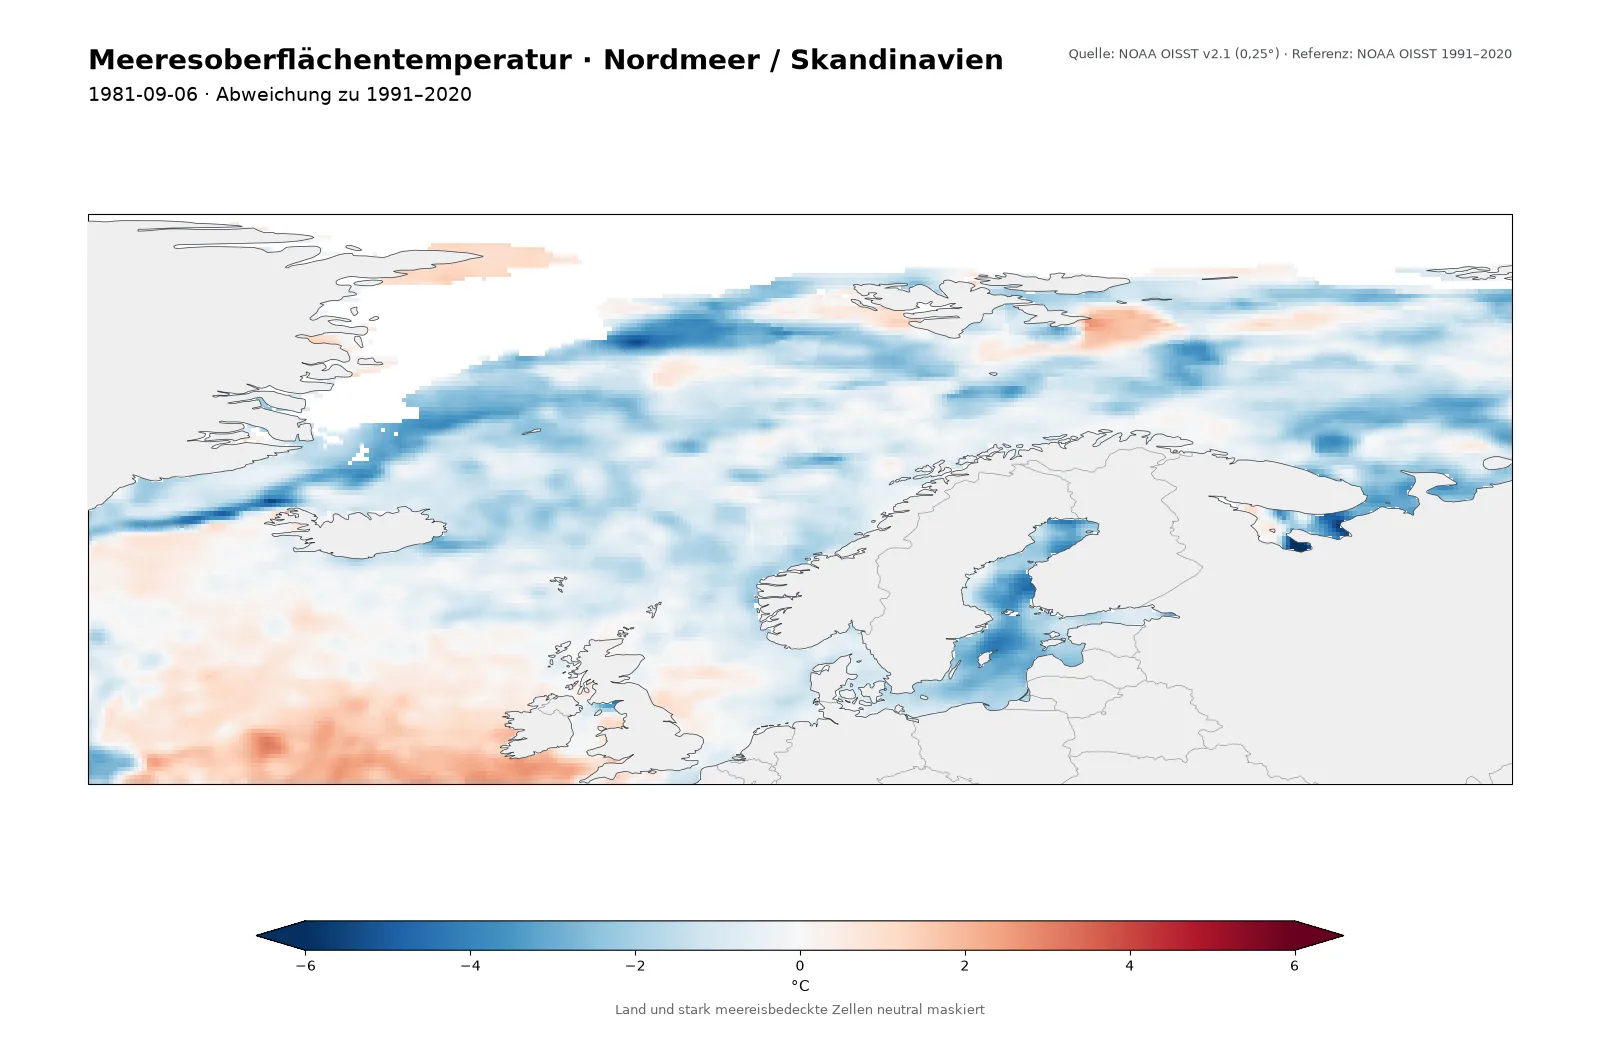 Meeresoberflächentemperatur · Nordmeer / Skandinavien
Quelle: NOAA OISST v2.1 (0,25°) · Referenz: NOAA OISST 1991–2020
1981-09-06 · Abweichung zu 1991–2020
−6 −4 −2 0 2 4 6
°C
Land und stark meereisbedeckte Zellen neutral maskiert